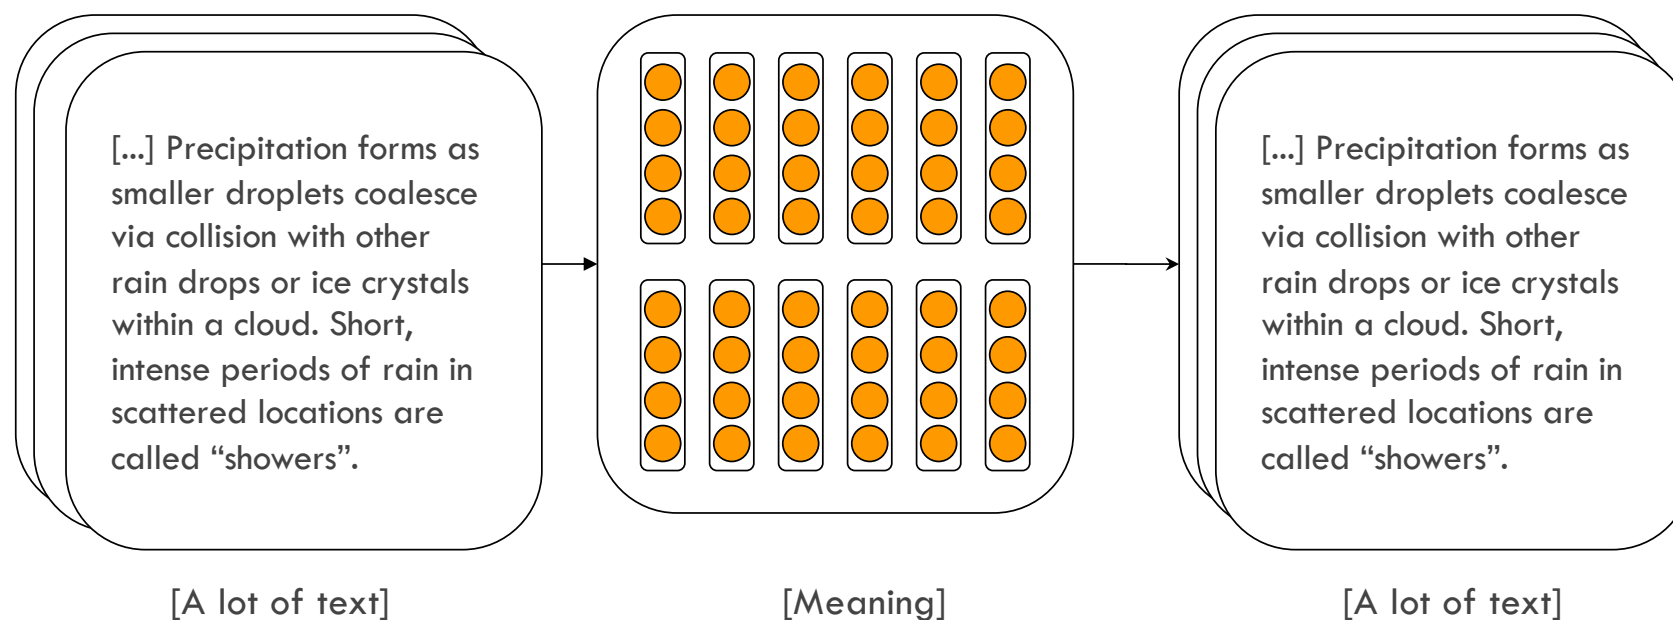 [...] Precipitation forms as
smaller droplets coalesce
via collision with other
rain drops or ice crystals
within a cloud. Short,
intense periods of rain in
scattered locations are
called “showers”.
[A lot of text]
[Meaning]
[...] Precipitation forms as
smaller droplets coalesce
via collision with other
rain drops or ice crystals
within a cloud. Short,
intense periods of rain in
scattered locations are
called “showers”.
[A lot of text]